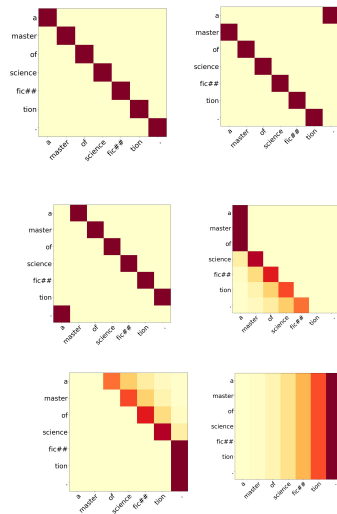 a
master
of
science
fic##
tion
.
a master of science fic## tion .
a
master
of
science
fic##
tion
.
a master of science fic## tion .
a
master
of
science
fic##
tion
.
a master of science fic## tion .
a
master
of
science
fic##
tion
.
a master of science fic## tion .
a
master
of
science
fic##
tion
.
a master of science fic## tion .
a
master
of
science
fic##
tion
.
a master of science fic## tion .